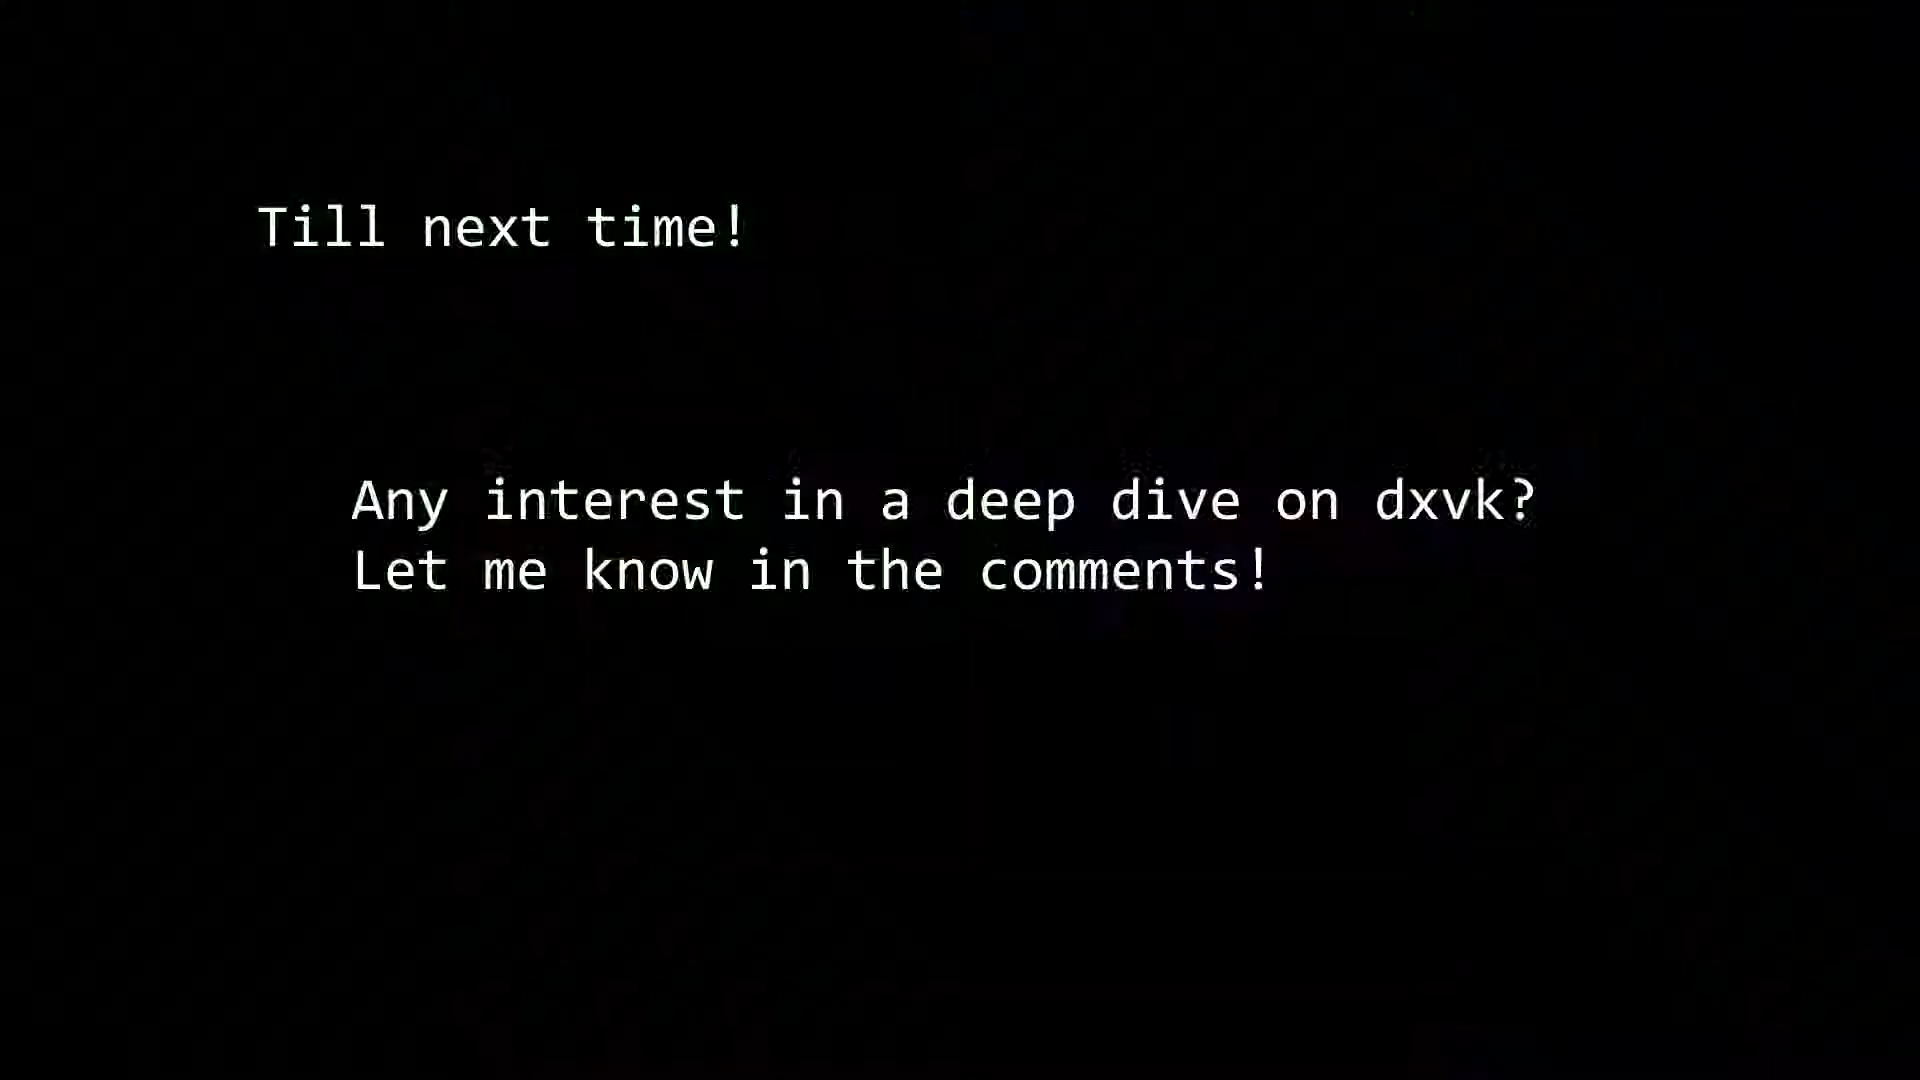 Till next time!
Any interest in a deep dive on dxvk?
Let me know in the comments!